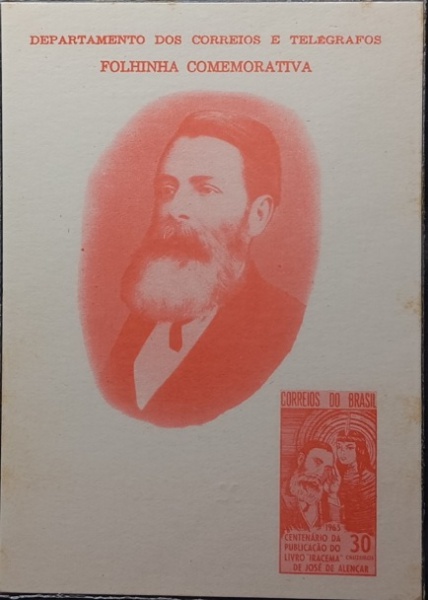 DEPARTAMENTO DOS CORREIOS E TELÉGRAFOS
FOLHINHA COMEMORATIVA
CORREIOS DO BRASIL
1965
CENTENÁRIO DA
PUBLICAÇÃO DO
LIVRO "IRACEMA"
DE JOSÉ DE ALENCAR
30
CRUZEIROS